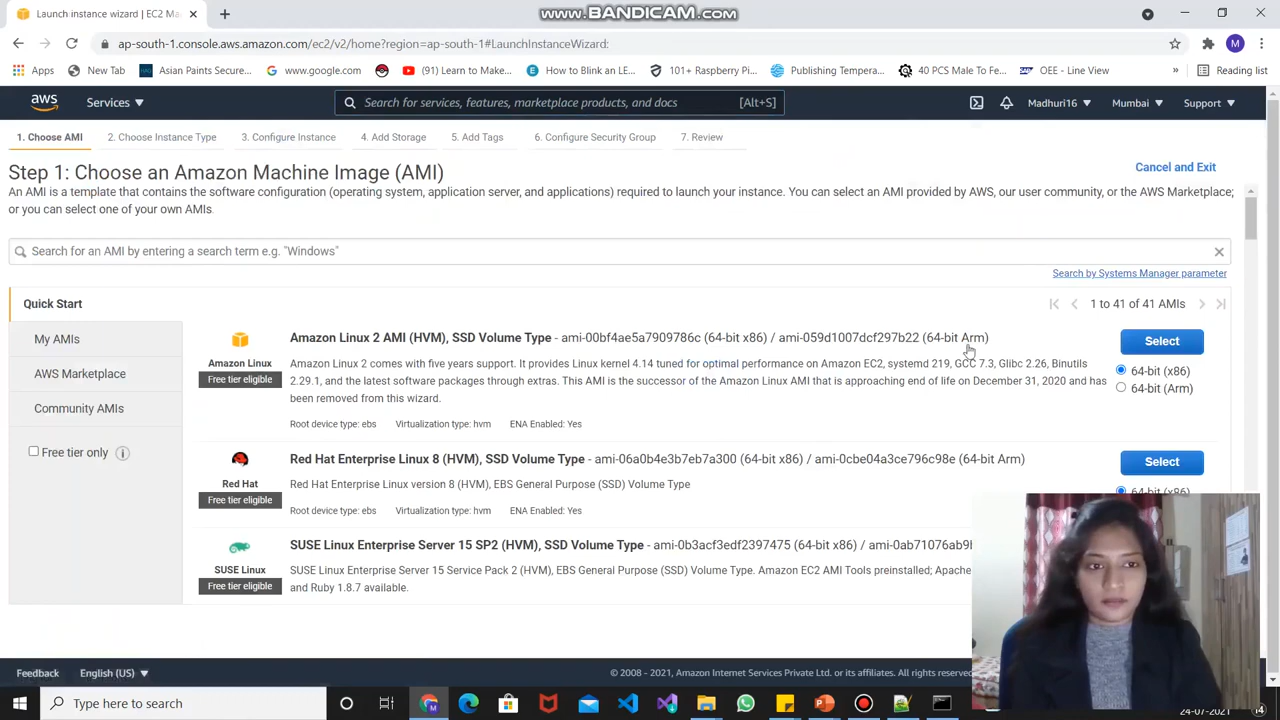 www.BANDICAM.com
Launch instance wizard | EC2 Ma
ap-south-1.console.aws.amazon.com/ec2/v2/home?region=ap-south-1#LaunchInstanceWizard:
Apps New Tab Asian Paints Secure... www.google.com (91) Learn to Make... How to Blink an LE... 101+ Raspberry Pi... Publishing Tempera... 40 PCS Male To Fe... OEE - Line View » Reading list
aws Services Search for services, features, marketplace products, and docs [Alt+S] Madhuri16 Mumbai Support
1. Choose AMI 2. Choose Instance Type 3. Configure Instance 4. Add Storage 5. Add Tags 6. Configure Security Group 7. Review
Step 1: Choose an Amazon Machine Image (AMI)
Cancel and Exit
An AMI is a template that contains the software configuration (operating system, application server, and applications) required to launch your instance. You can select an AMI provided by AWS, our user community, or the AWS Marketplace;
or you can select one of your own AMIs.
Search for an AMI by entering a search term e.g. "Windows"
Search by Systems Manager parameter
Quick Start
1 to 41 of 41 AMIs
My AMIs
AWS Marketplace
Community AMIs
Free tier only
Amazon Linux
Free tier eligible
Amazon Linux 2 AMI (HVM), SSD Volume Type - ami-00bf4ae5a7909786c (64-bit x86) / ami-059d1007dcf297b22 (64-bit Arm)
Amazon Linux 2 comes with five years support. It provides Linux kernel 4.14 tuned for optimal performance on Amazon EC2, systemd 219, GCC 7.3, Glibc 2.26, Binutils
2.29.1, and the latest software packages through extras. This AMI is the successor of the Amazon Linux AMI that is approaching end of life on December 31, 2020 and has
been removed from this wizard.
Root device type: ebs Virtualization type: hvm ENA Enabled: Yes
Select
64-bit (x86)
64-bit (Arm)
Red Hat
Free tier eligible
Red Hat Enterprise Linux 8 (HVM), SSD Volume Type - ami-06a0b4e3b7eb7a300 (64-bit x86) / ami-0cbe04a3ce796c98e (64-bit Arm)
Red Hat Enterprise Linux version 8 (HVM), EBS General Purpose (SSD) Volume Type
Root device type: ebs Virtualization type: hvm ENA Enabled: Yes
Select
64-bit (x86)
SUSE Linux
Free tier eligible
SUSE Linux Enterprise Server 15 SP2 (HVM), SSD Volume Type - ami-0b3acf3edf2397475 (64-bit x86) / ami-0ab71076ab9
SUSE Linux Enterprise Server 15 Service Pack 2 (HVM), EBS General Purpose (SSD) Volume Type. Amazon EC2 AMI Tools preinstalled; Apache
and Ruby 1.8.7 available.
Feedback English (US) © 2008 - 2021, Amazon Internet Services Private Ltd. or its affiliates. All rights reserved
Type here to search
24-07-2021